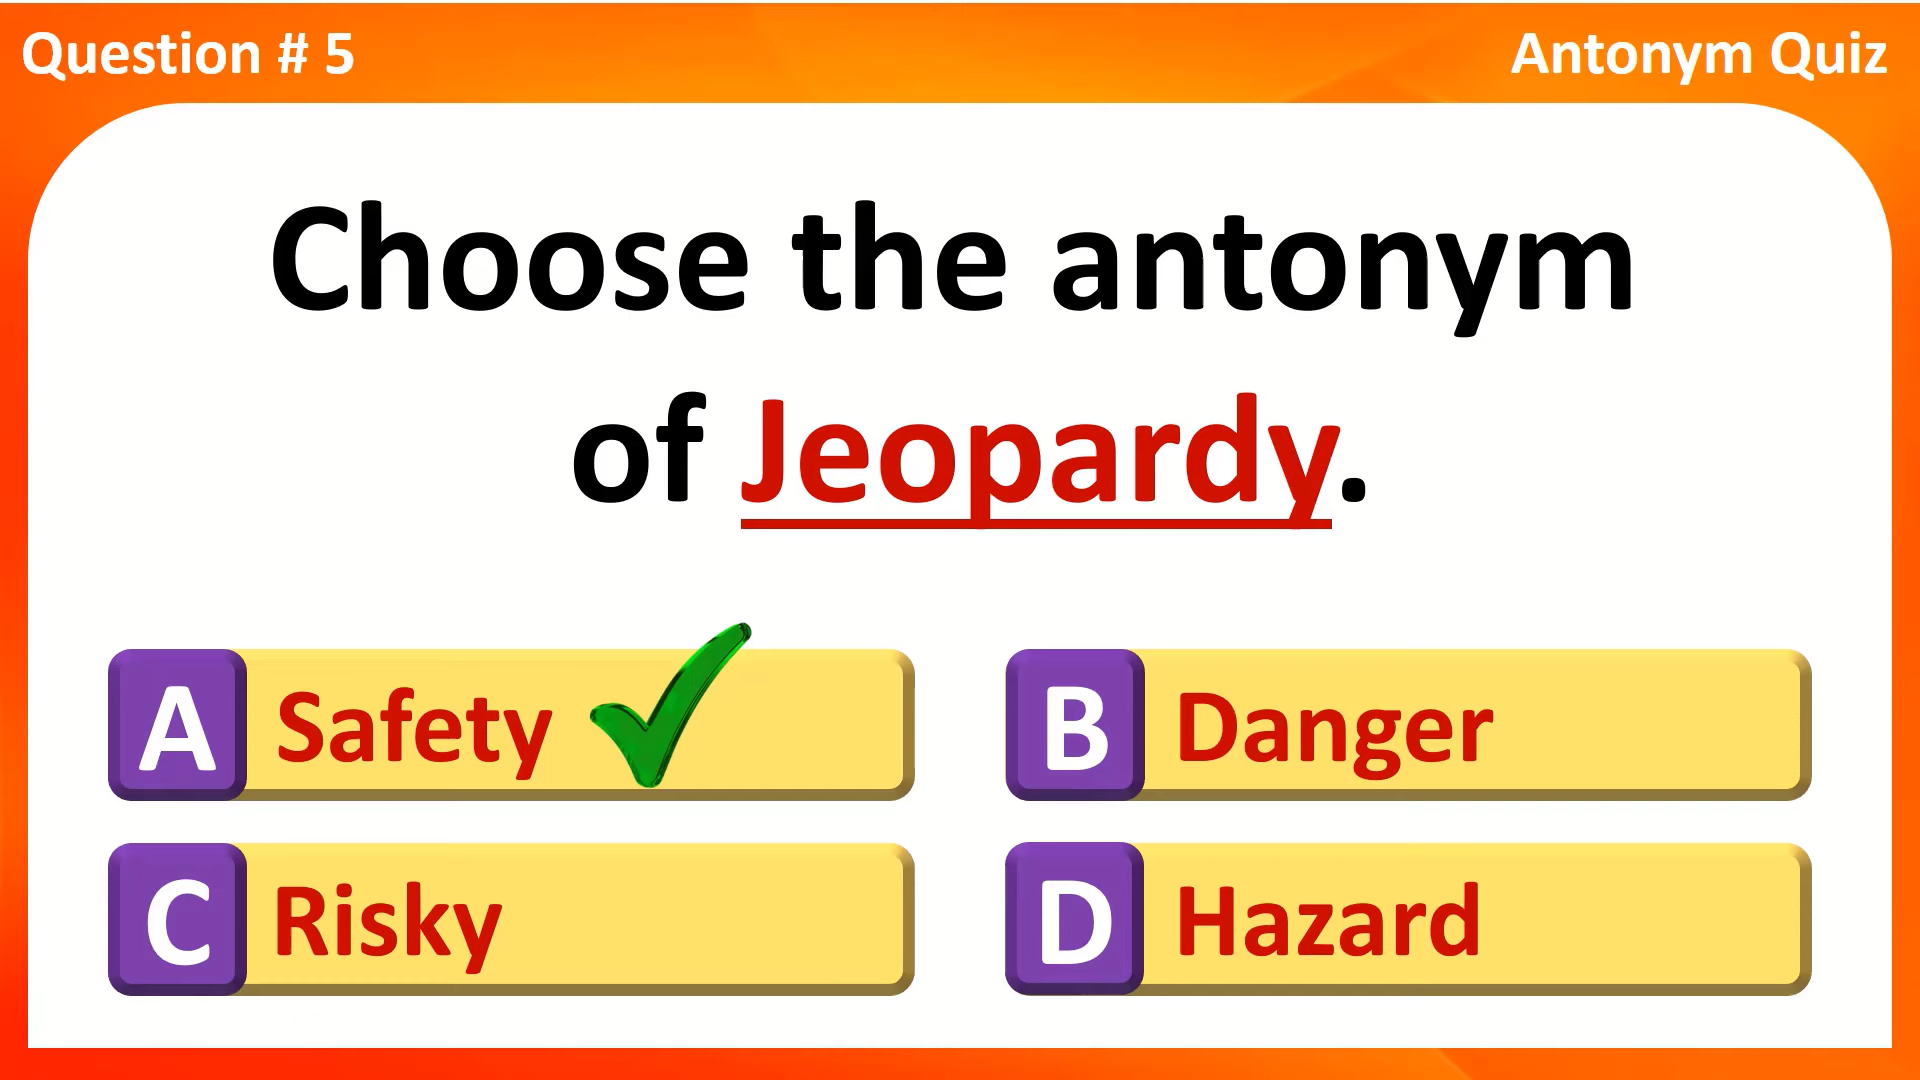 Question # 5
Antonym Quiz
Choose the antonym
of Jeopardy.
A Safety
B Danger
C Risky
D Hazard